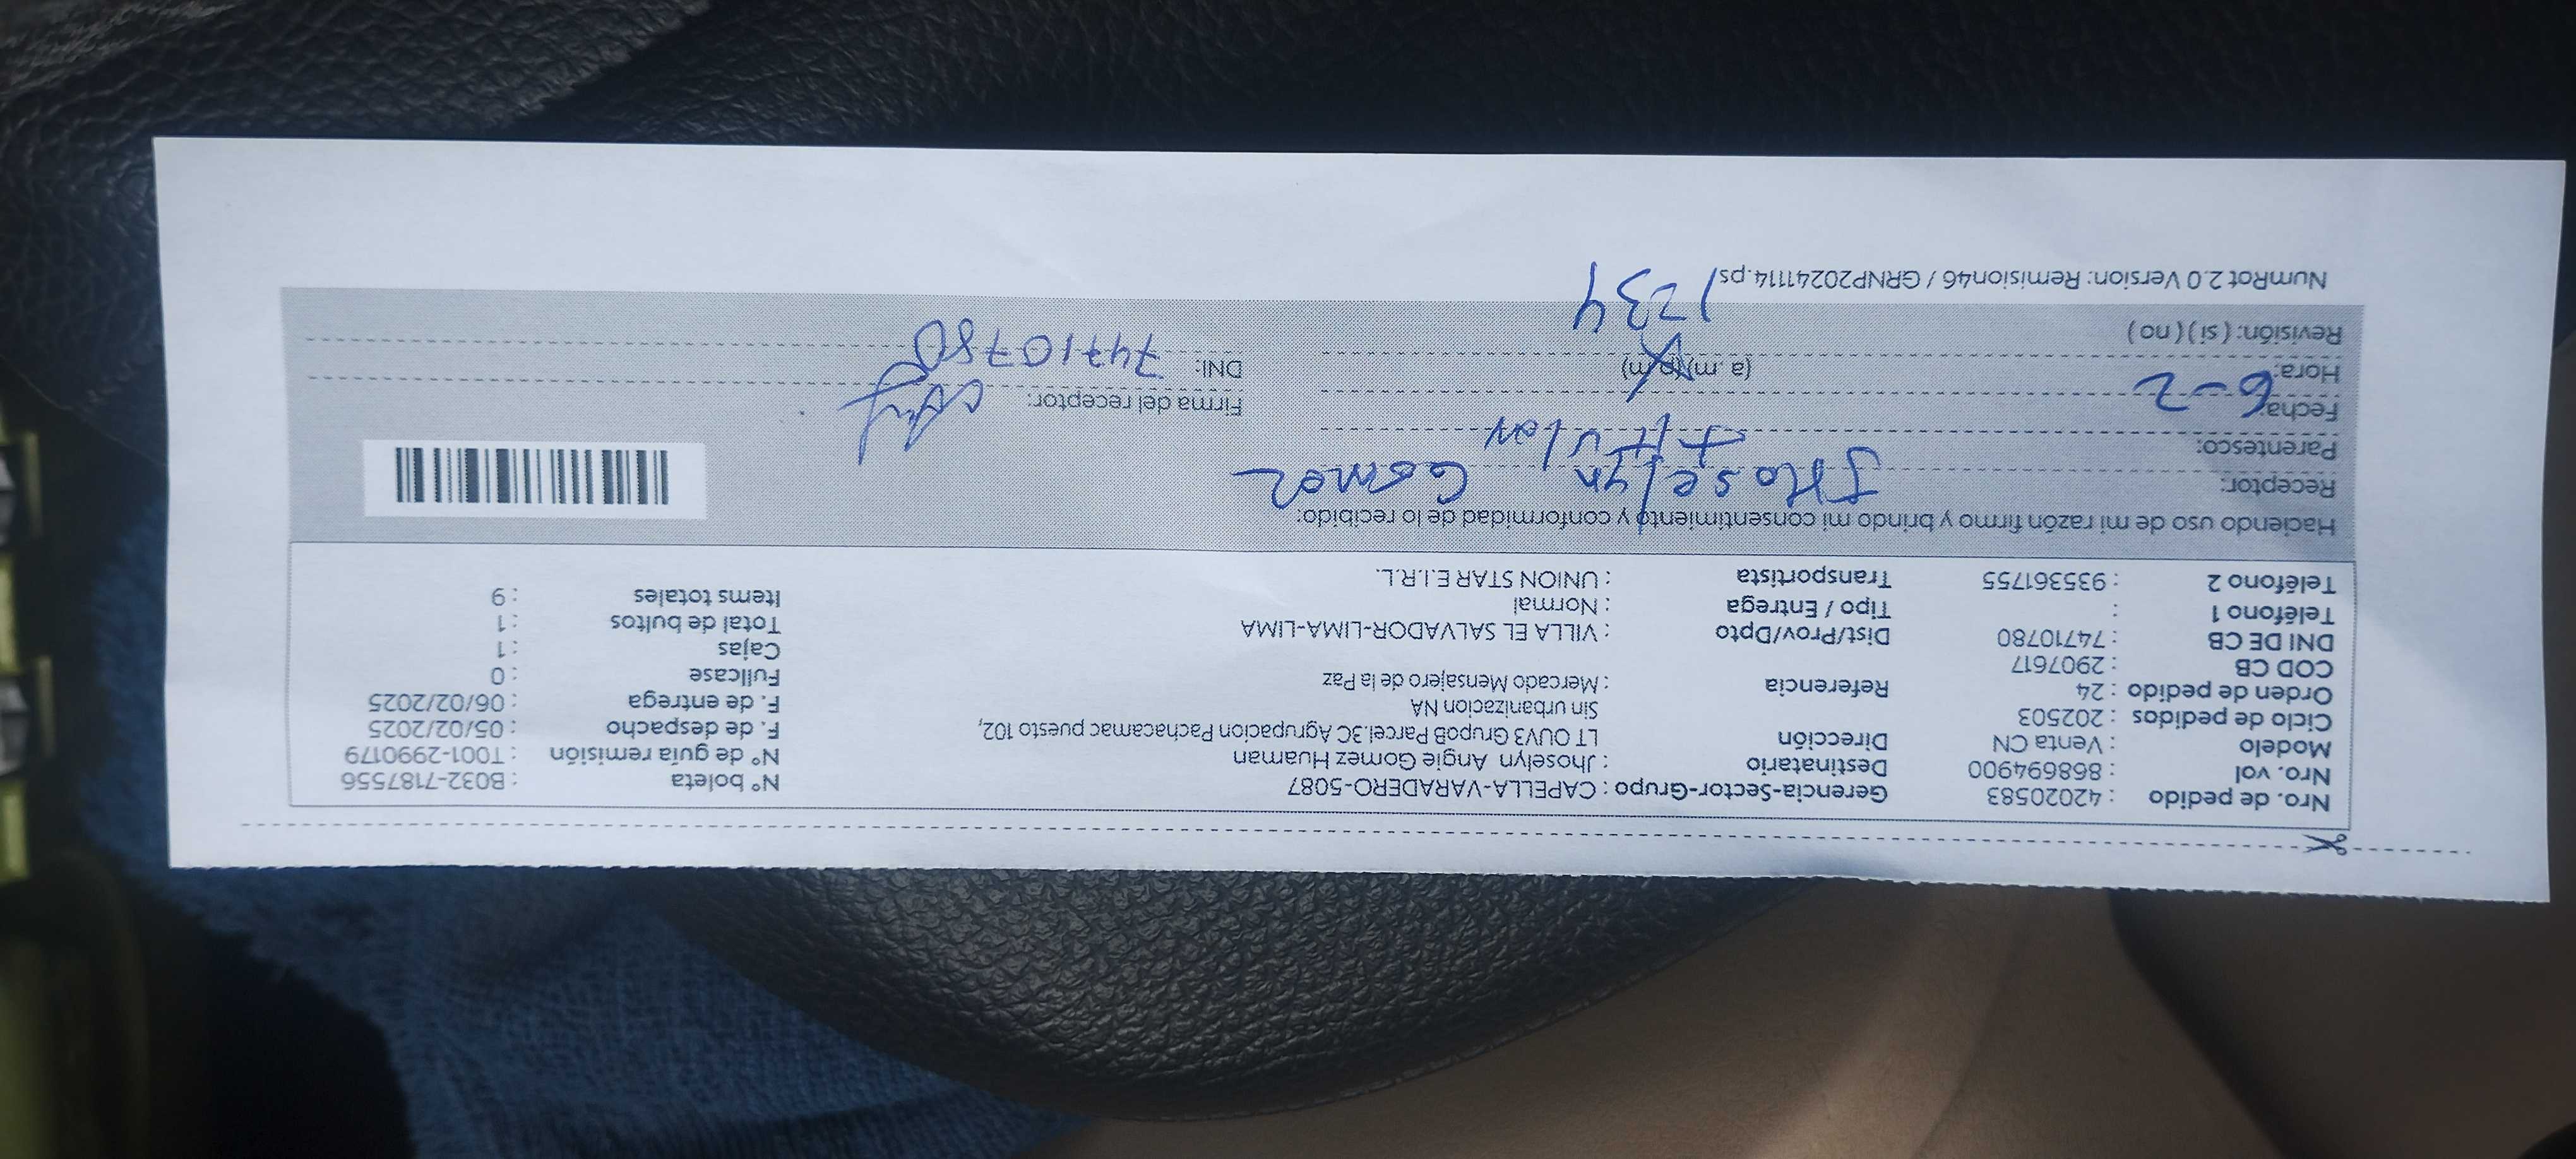 Nro. de pedido : 42020583
Nro. vol : 868694900
Modelo : Venta CN
Ciclo de pedidos : 202503
Orden de pedido : 24
COD CB : 2907617
DNI DE CB : 74710780
Teléfono 1 :
Teléfono 2 : 935361755
Gerencia-Sector-Grupo : CAPELLA-VARADERO-5087
Destinatario : Jhoselyn Angie Gomez Huaman
Dirección LT OUV3 GrupoB Parcel.3C Agrupacion Pachacamac puesto 102,
Sin urbanizacion NA
Referencia : Mercado Mensajero de la Paz
Dist/Prov/Dpto : VILLA EL SALVADOR-LIMA-LIMA
Tipo / Entrega : Normal
Transportista : UNION STAR E.I.R.L.
N° boleta : B032-7187556
N° de guía remisión : T001-2990179
F. de despacho : 05/02/2025
F. de entrega : 06/02/2025
Fullcase : 0
Cajas : 1
Total de bultos : 1
Items totales : 9
Haciendo uso de mi razón firmo y brindo mi consentimiento y conformidad de lo recibido:
Receptor: JHoselyn Gomez
Parentesco: titular
Fecha: 6-2
Hora: (a.m)(p.m)
Revisión: (si) (no) 1234
Firma del receptor:
DNI: 74710780
NumRot 2.0 Version: Remision46 / GRNP20241114.ps